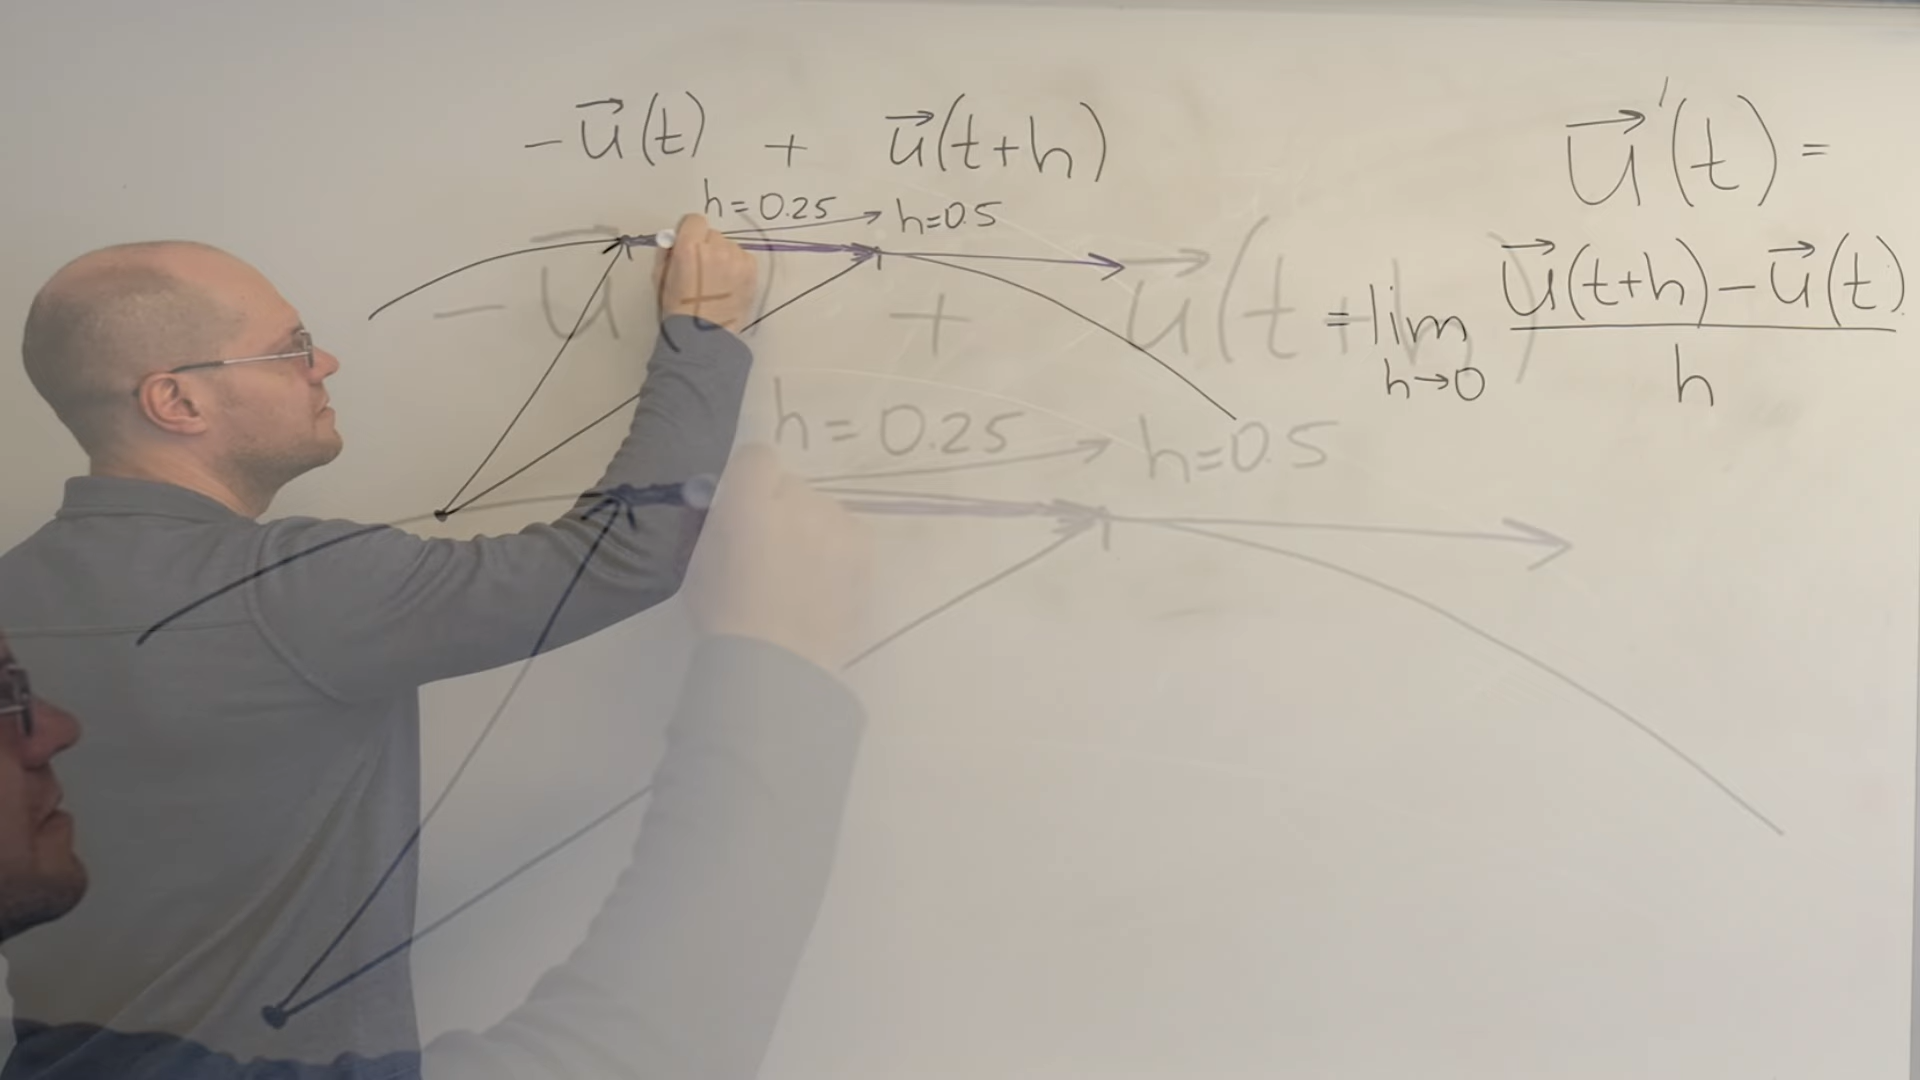 -u⃗(t) + u⃗(t+h)
h=0.25 h=0.5
u⃗'(t) =
= lim h→0 u⃗(t+h)-u⃗(t) / h
-u⃗(t) + u⃗(t+h)
h=0.25 h=0.5